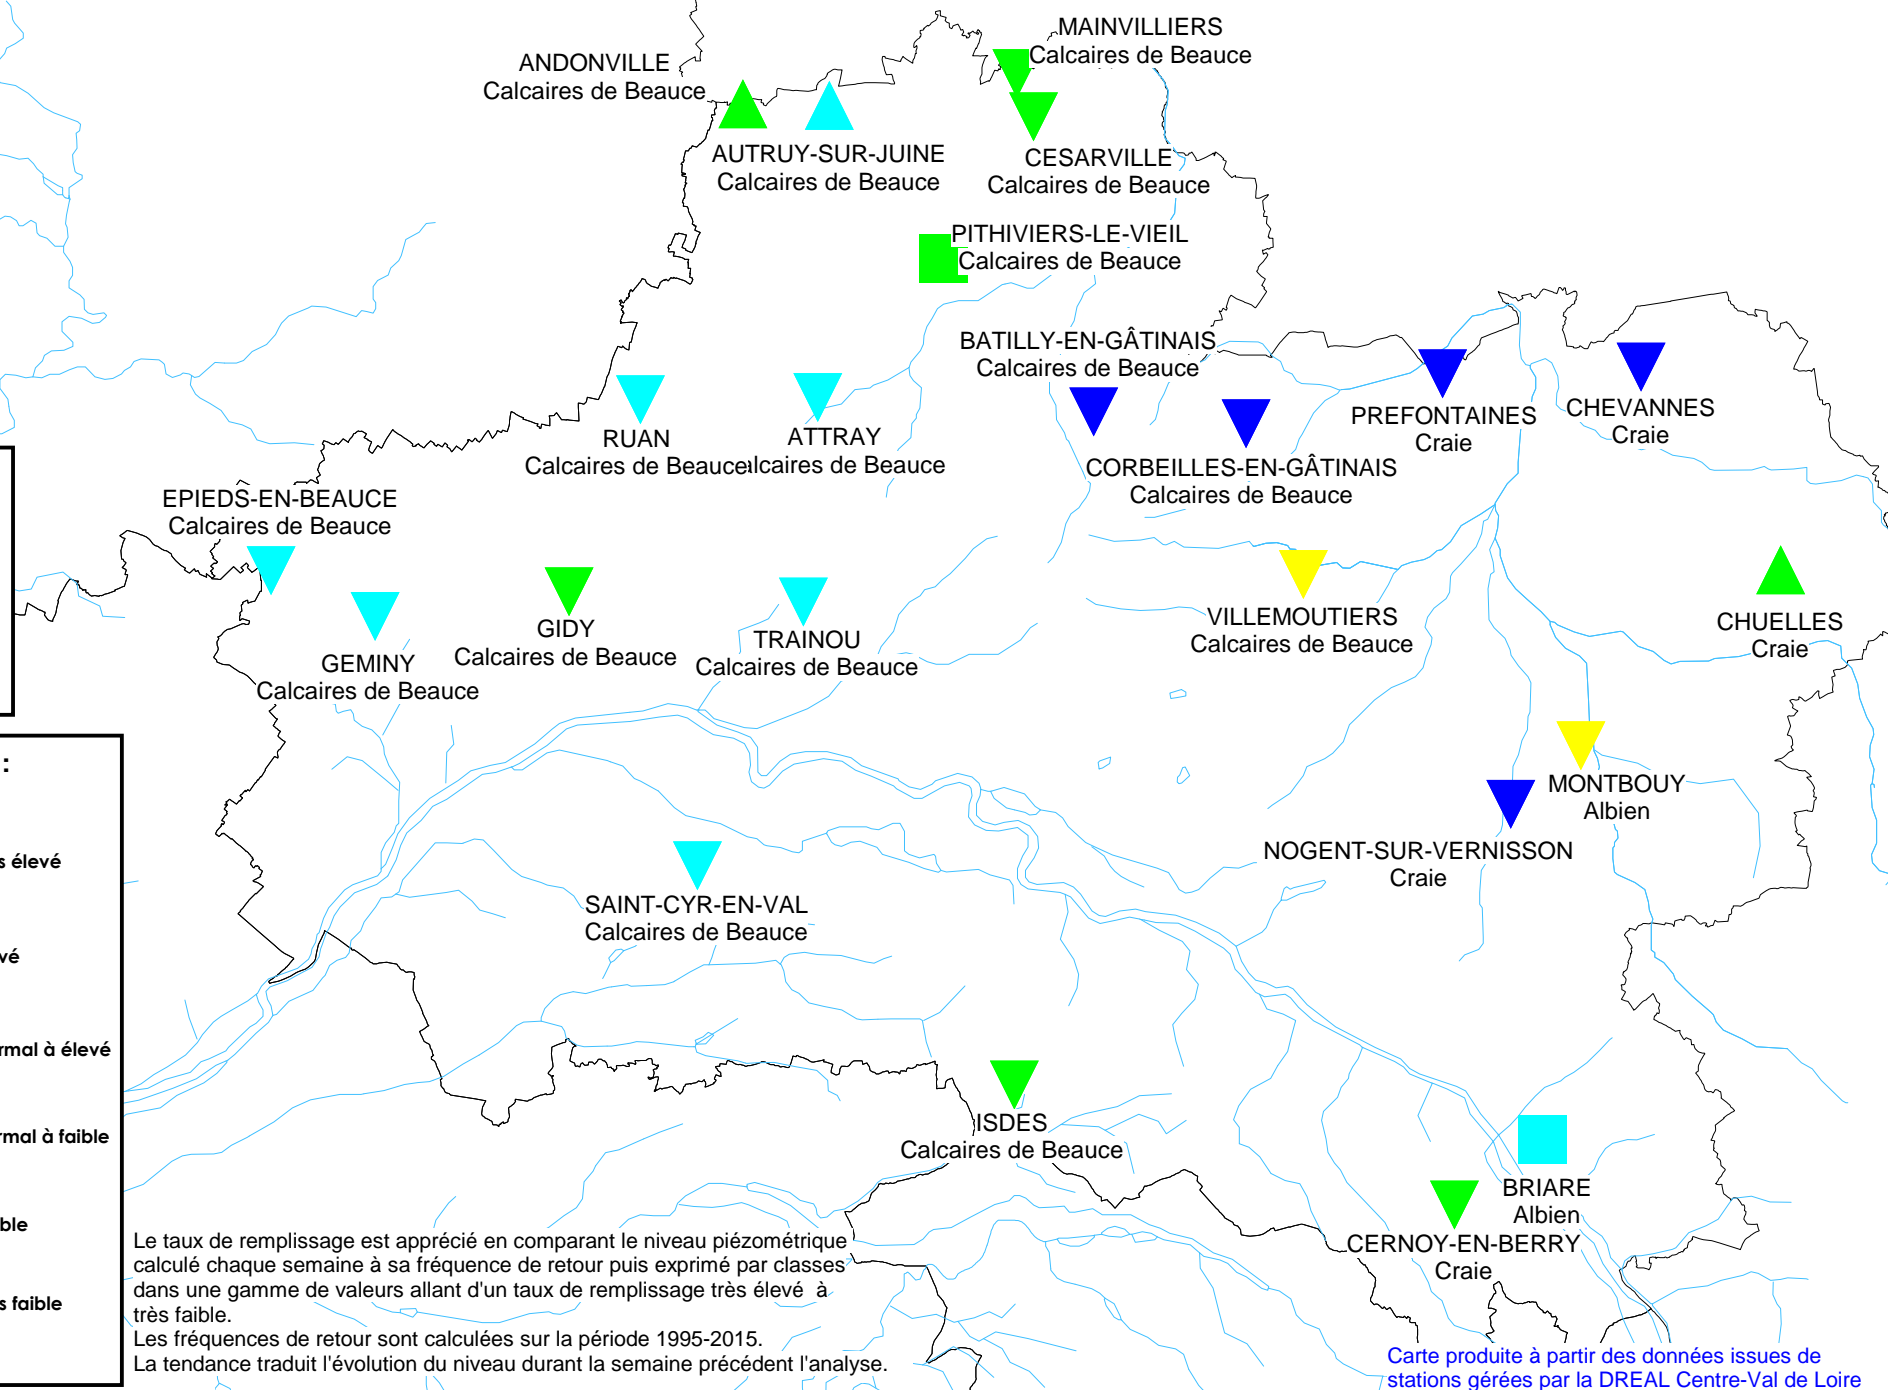 MAINVILLIERS
Calcaires de Beauce
ANDONVILLE
Calcaires de Beauce
AUTRUY-SUR-JUINE
Calcaires de Beauce
CESARVILLE
Calcaires de Beauce
PITHIVIERS-LE-VIEIL
Calcaires de Beauce
BATILLY-EN-GÂTINAIS
Calcaires de Beauce
PREFONTAINES
Craie
CHEVANNES
Craie
RUAN
Calcaires de Beauce
ATTRAY
alcaires de Beauce
CORBEILLES-EN-GÂTINAIS
Calcaires de Beauce
EPIEDS-EN-BEAUCE
Calcaires de Beauce
GEMINY
Calcaires de Beauce
GIDY
Calcaires de Beauce
TRAINOU
Calcaires de Beauce
VILLEMOUTIERS
Calcaires de Beauce
CHUELLES
Craie
MONTBOUY
Albien
NOGENT-SUR-VERNISSON
Craie
SAINT-CYR-EN-VAL
Calcaires de Beauce
ISDES
Calcaires de Beauce
BRIARE
Albien
CERNOY-EN-BERRY
Craie
:
s élevé
vé
rmal à élevé
rmal à faible
ble
s faible
Le taux de remplissage est apprécié en comparant le niveau piézométrique
calculé chaque semaine à sa fréquence de retour puis exprimé par classes
dans une gamme de valeurs allant d'un taux de remplissage très élevé à
très faible.
Les fréquences de retour sont calculées sur la période 1995-2015.
La tendance traduit l'évolution du niveau durant la semaine précédent l'analyse.
Carte produite à partir des données issues de
stations gérées par la DREAL Centre-Val de Loire